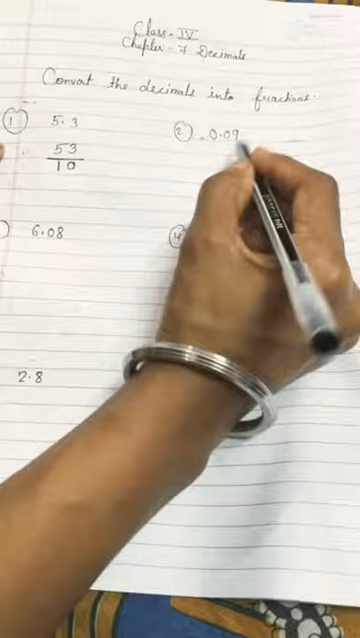 Class - IV
Chapter - 7 Decimals
Convert the decimals into fractions.
① 5.3
53
10
② 0.09
) 6.08
④
2.8